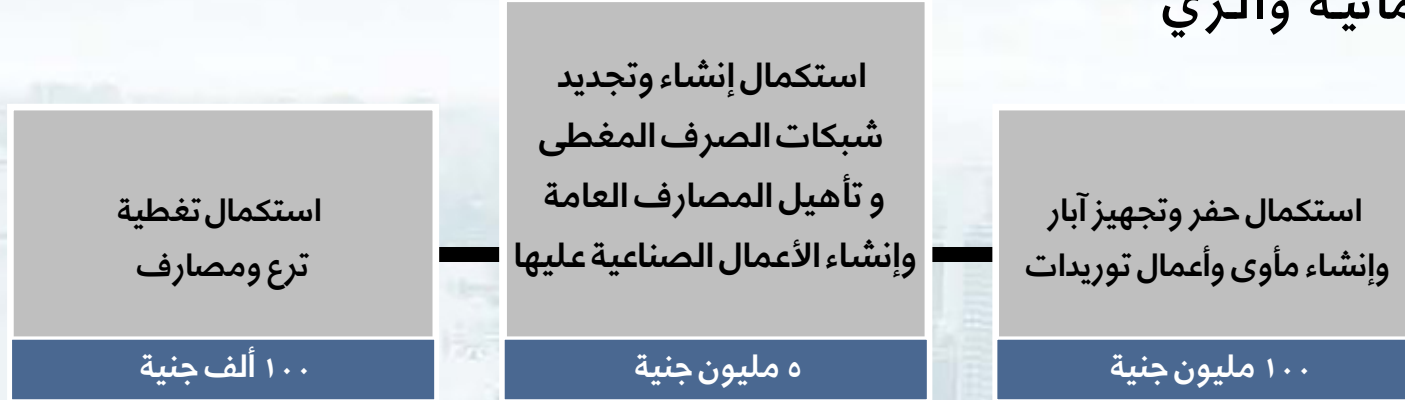 والري
استكمال حفر وتجهيز آبار
وإنشاء مأوى وأعمال توريدات
١٠٠ مليون جنية
استكمال إنشاء وتجديد
شبكات الصرف المغطى
و تأهيل المصارف العامة
وإنشاء الأعمال الصناعية عليها
٥ مليون جنية
استكمال تغطية
ترع ومصارف
١٠٠ ألف جنية